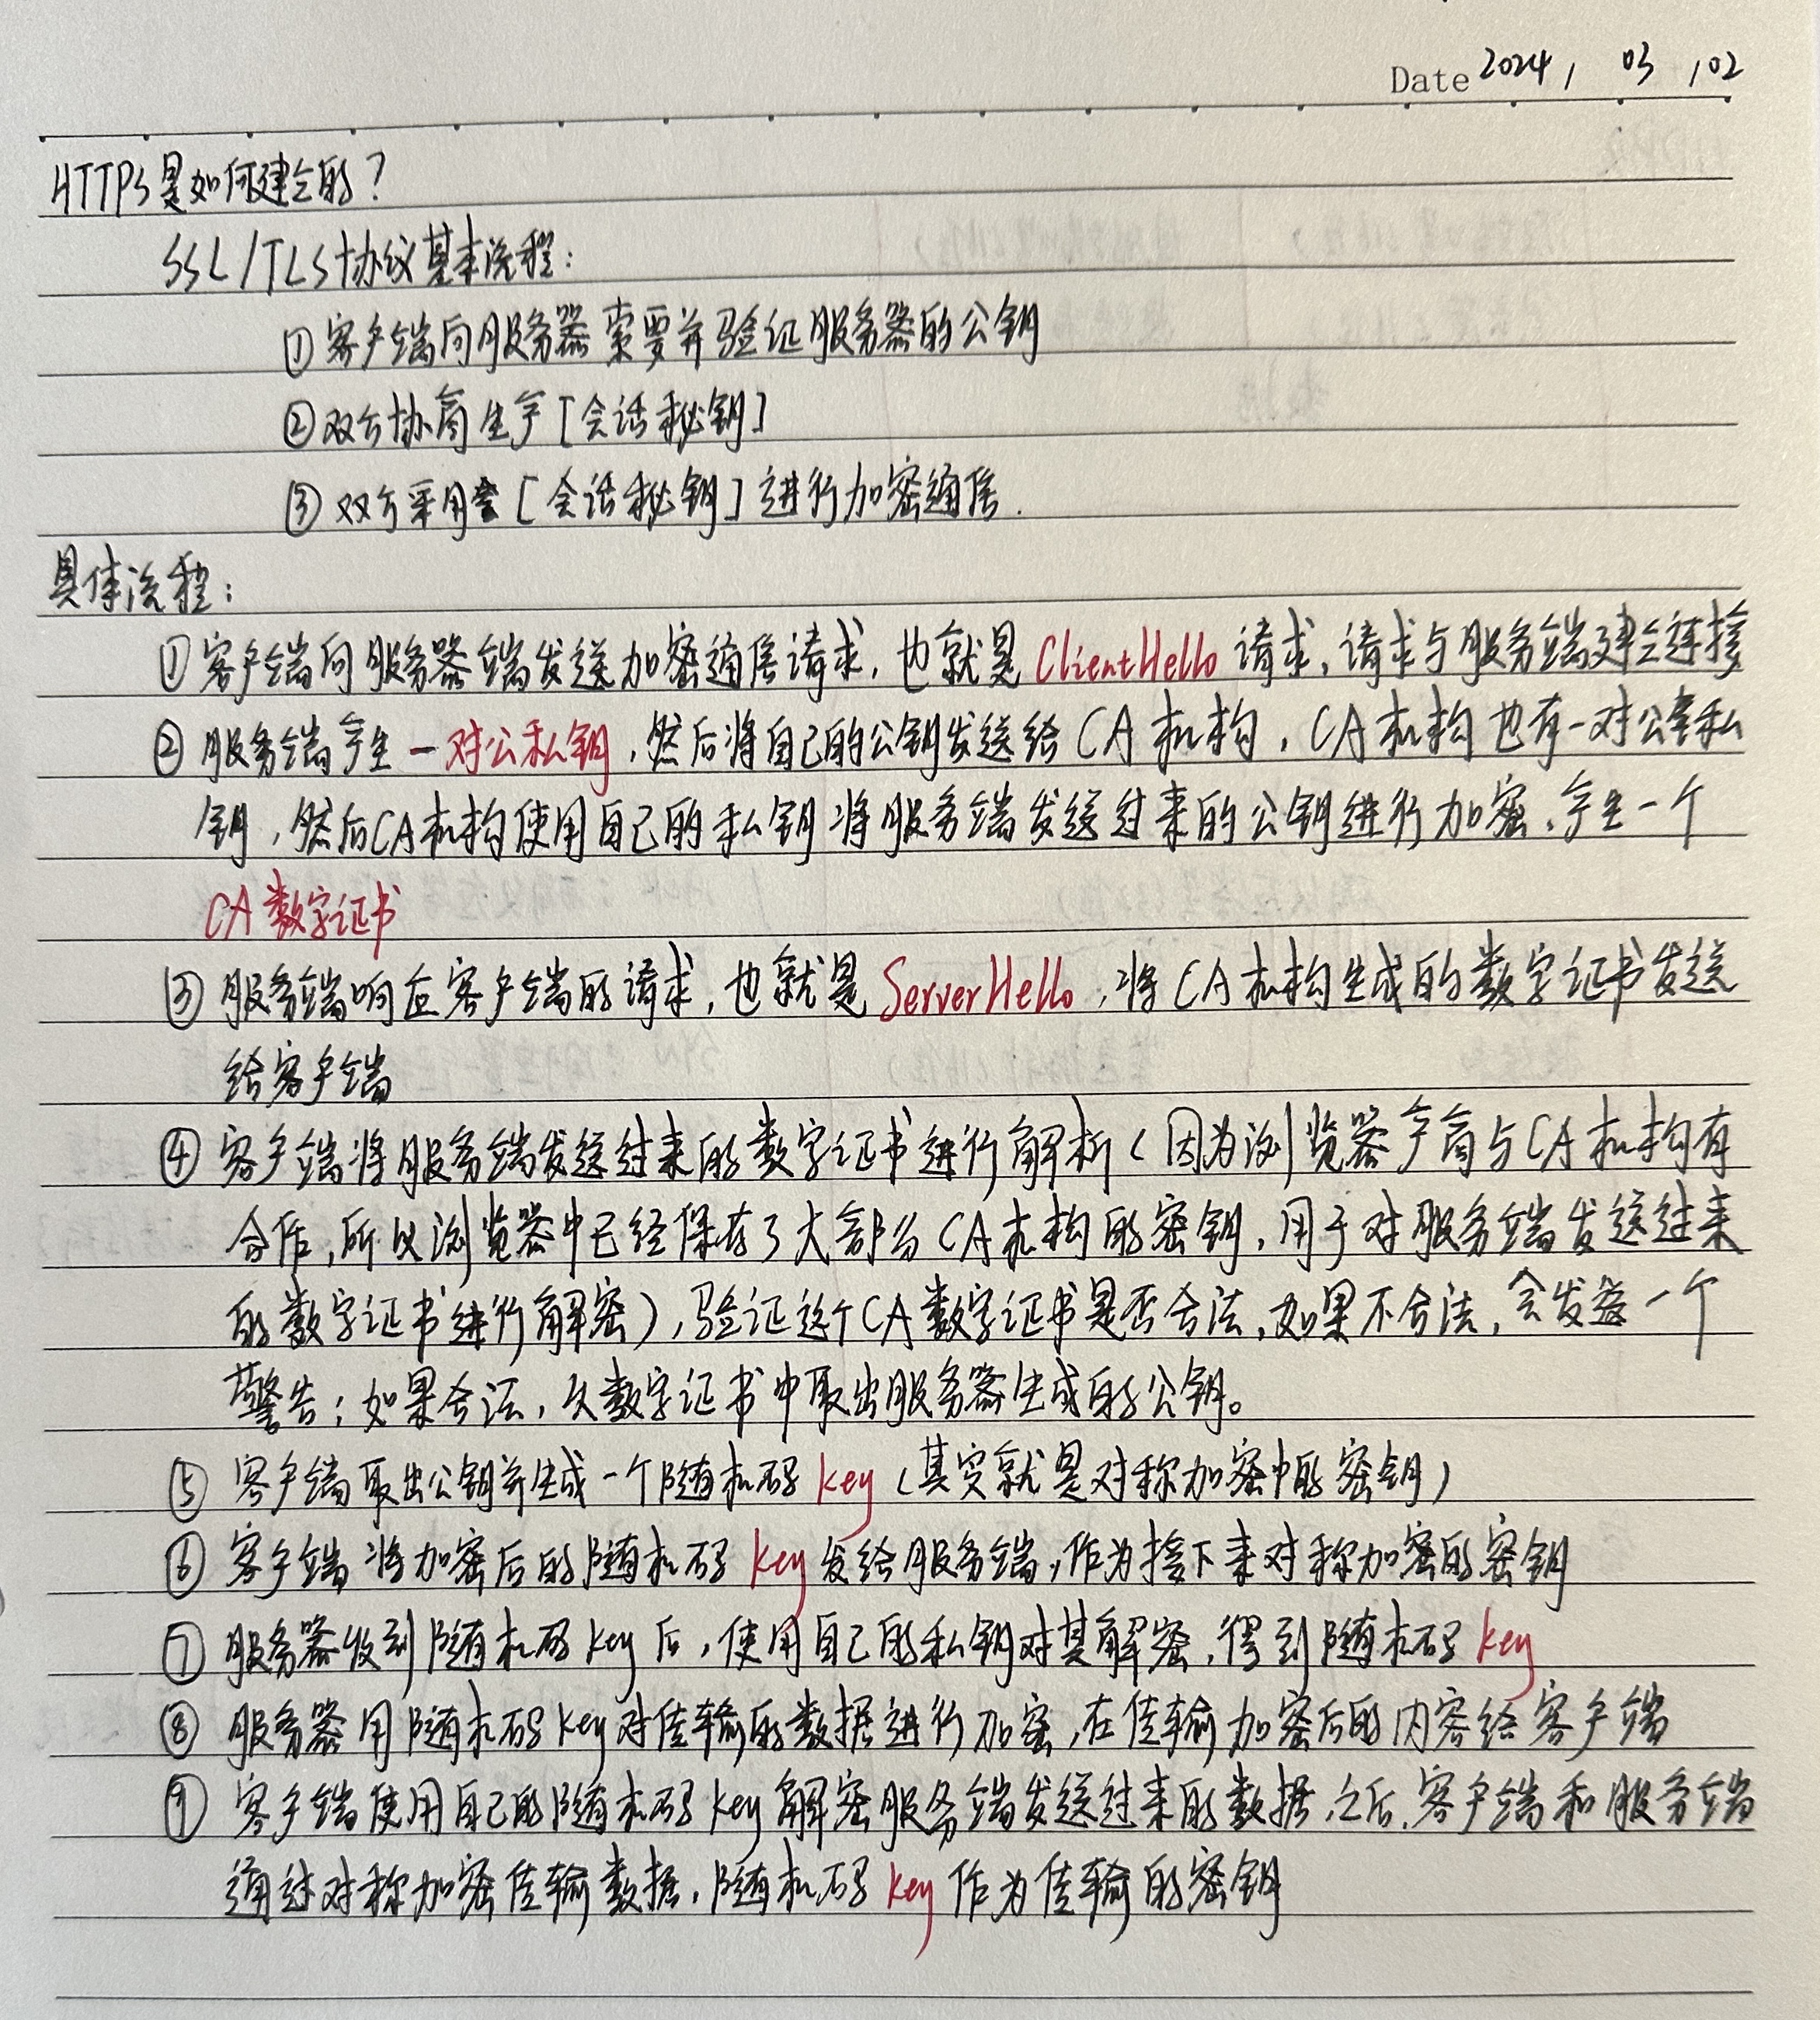 Date 2024 / 03 / 02
HTTPS是如何建立的？
SSL/TLS协议基本流程：
①客户端向服务器索要并验证服务器的公钥
②双方协商生产[会话秘钥]
③双方采用[会话秘钥]进行加密通信.
具体流程：
①客户端向服务器端发送加密通信请求,也就是ClientHello请求,请求与服务端建立连接
②服务端产生一对公私钥,然后将自己的公钥发送给CA机构,CA机构也有一对公私
钥,然后CA机构使用自己的私钥将服务端发送过来的公钥进行加密,产生一个
CA数字证书
③服务端响应客户端的请求,也就是ServerHello,将CA机构生成的数字证书发送
给客户端
④客户端将服务端发送过来的数字证书进行解析(因为浏览器产商与CA机构有
合作,所以浏览器中已经保存了大部分CA机构的密钥,用于对服务端发送过来
的数字证书进行解密),验证这个CA数字证书是否合法,如果不合法,会发送一个
警告;如果合法,从数字证书中取出服务器生成的公钥。
⑤客户端取出公钥并生成一个随机码key(其实就是对称加密中的密钥)
⑥客户端将加密后的随机码key发给服务端,作为接下来对称加密的密钥
⑦服务器收到随机码key后,使用自己的私钥对其解密,得到随机码key
⑧服务器用随机码key对传输的数据进行加密,在传输加密后的内容给客户端
⑨客户端使用自己的随机码key解密服务端发送过来的数据,之后,客户端和服务端
通过对称加密传输数据,随机码key作为传输的密钥